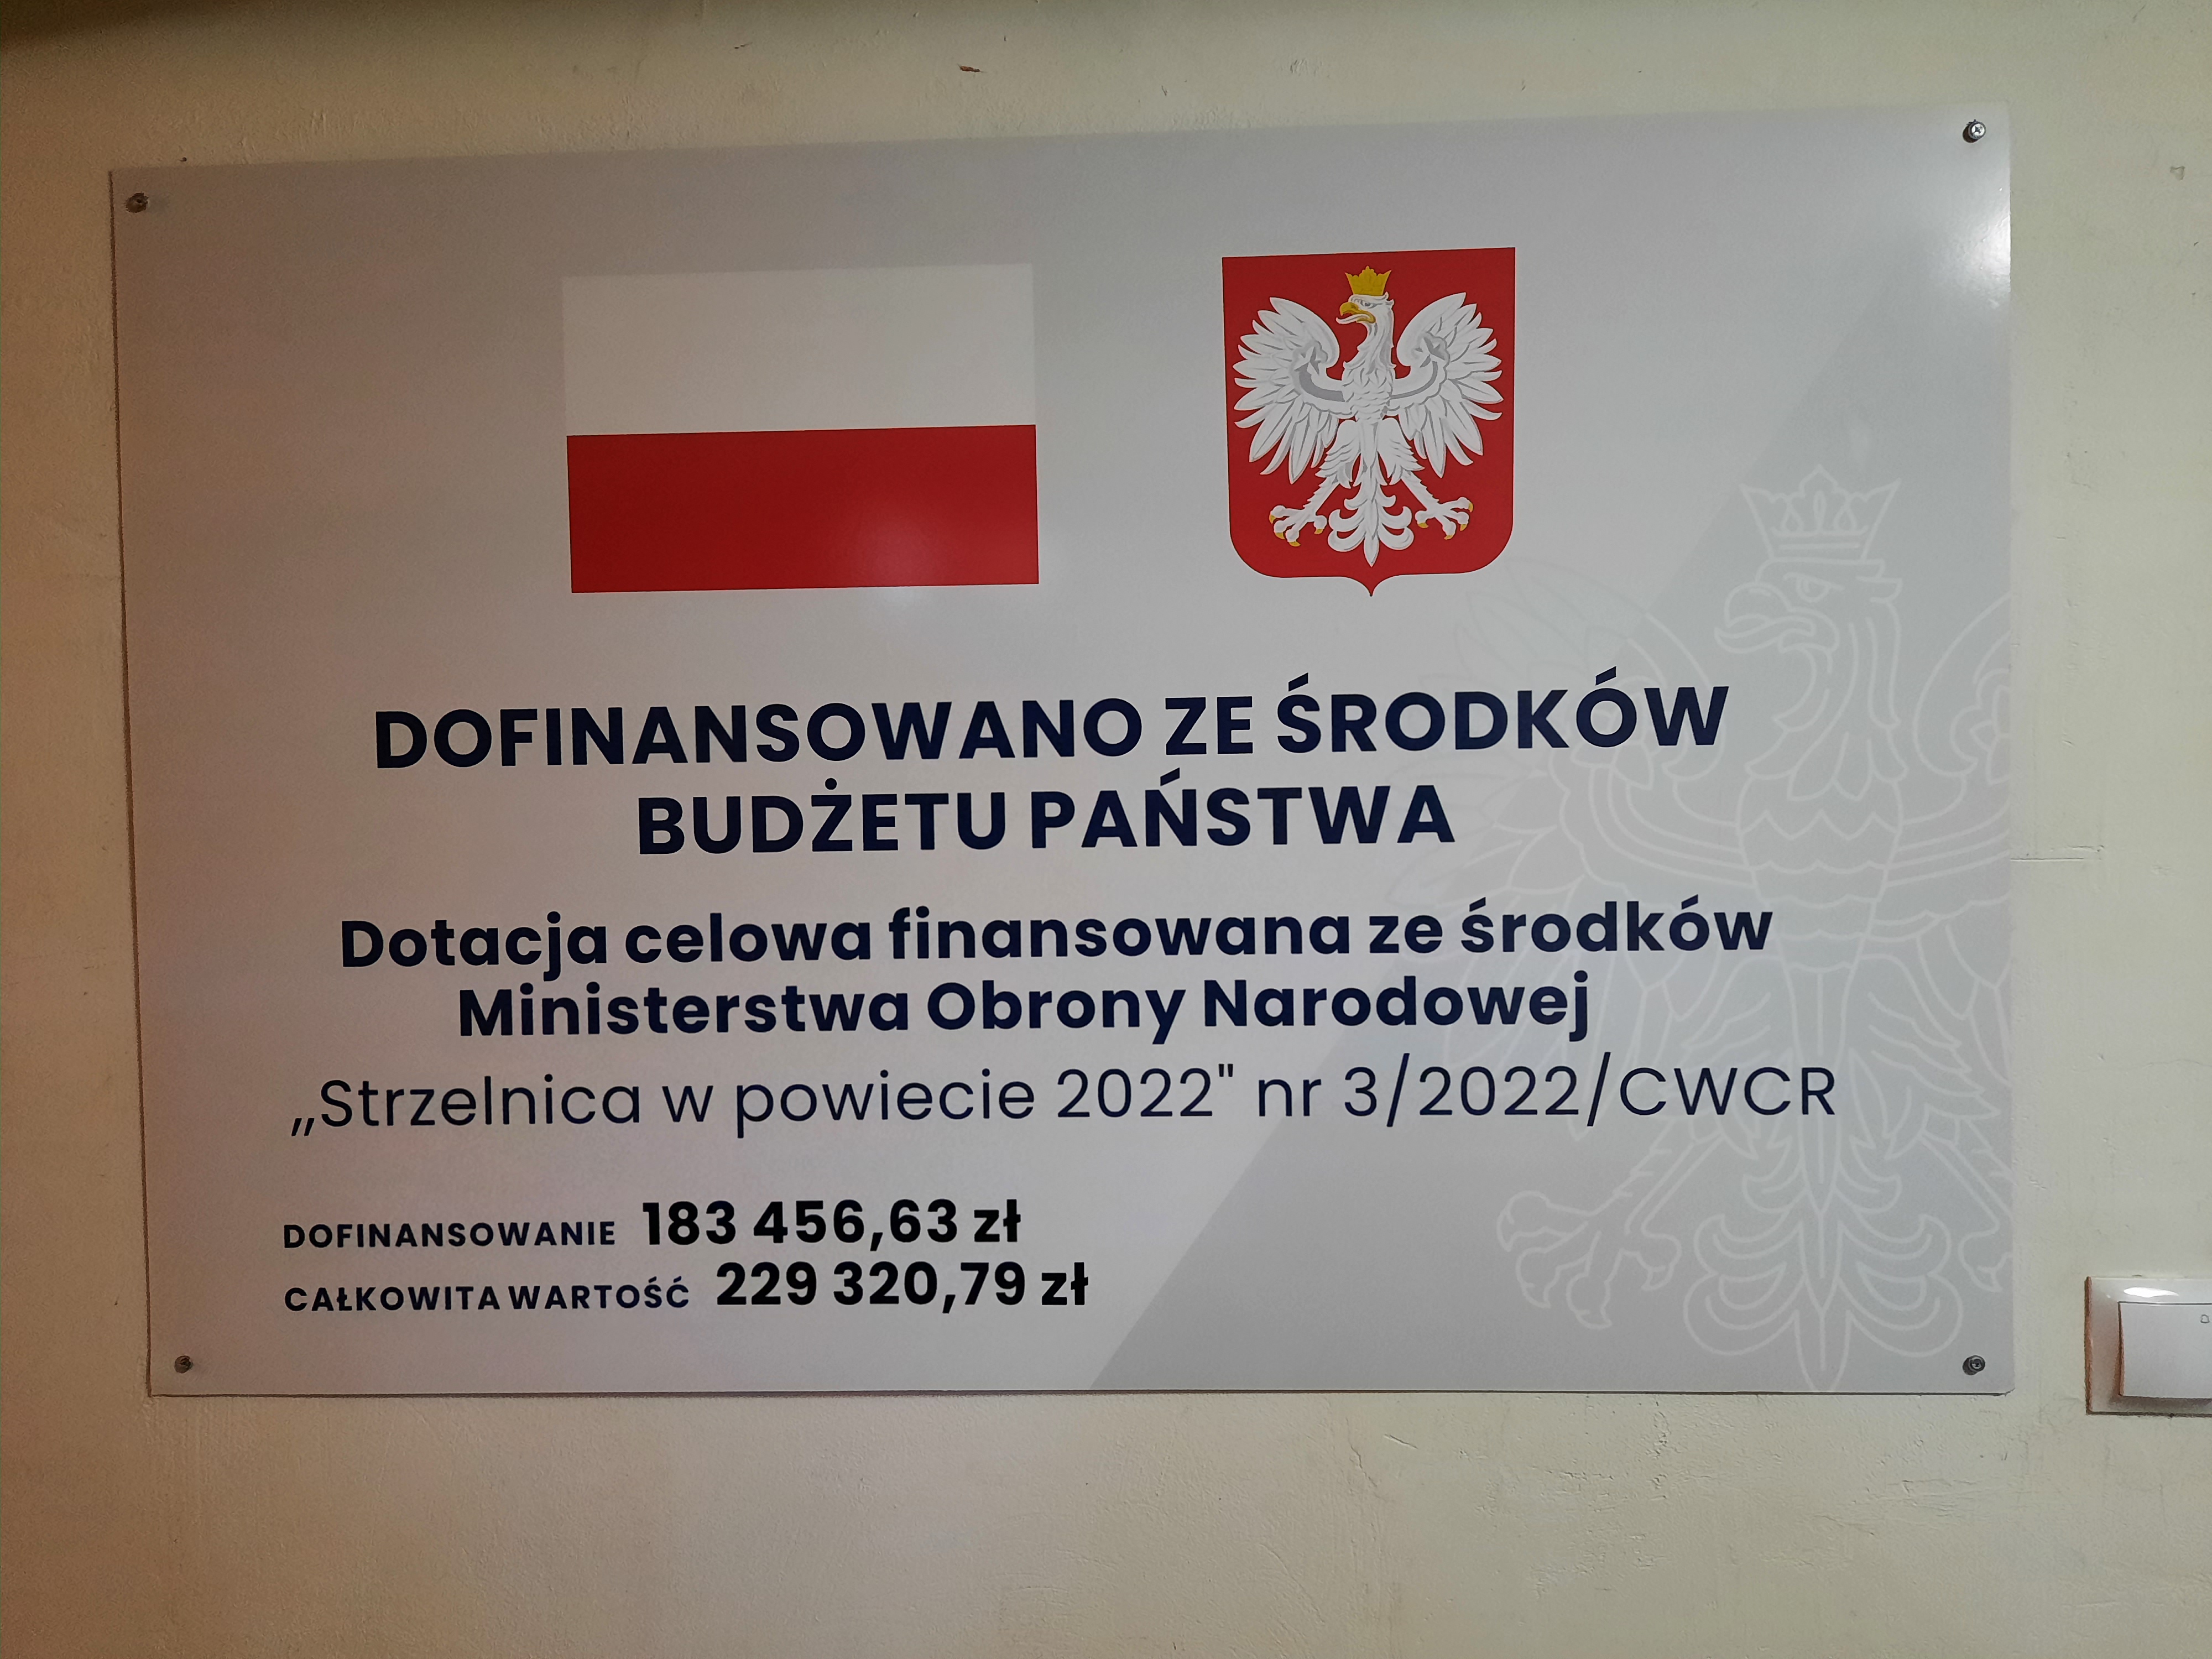 DOFINANSOWANO ZE ŚRODKÓW
BUDŻETU PAŃSTWA
Dotacja celowa finansowana ze środków
Ministerstwa Obrony Narodowej
„Strzelnica w powiecie 2022" nr 3/2022/CWCR
DOFINANSOWANIE 183 456,63 zł
CAŁKOWITA WARTOŚĆ 229 320,79 zł